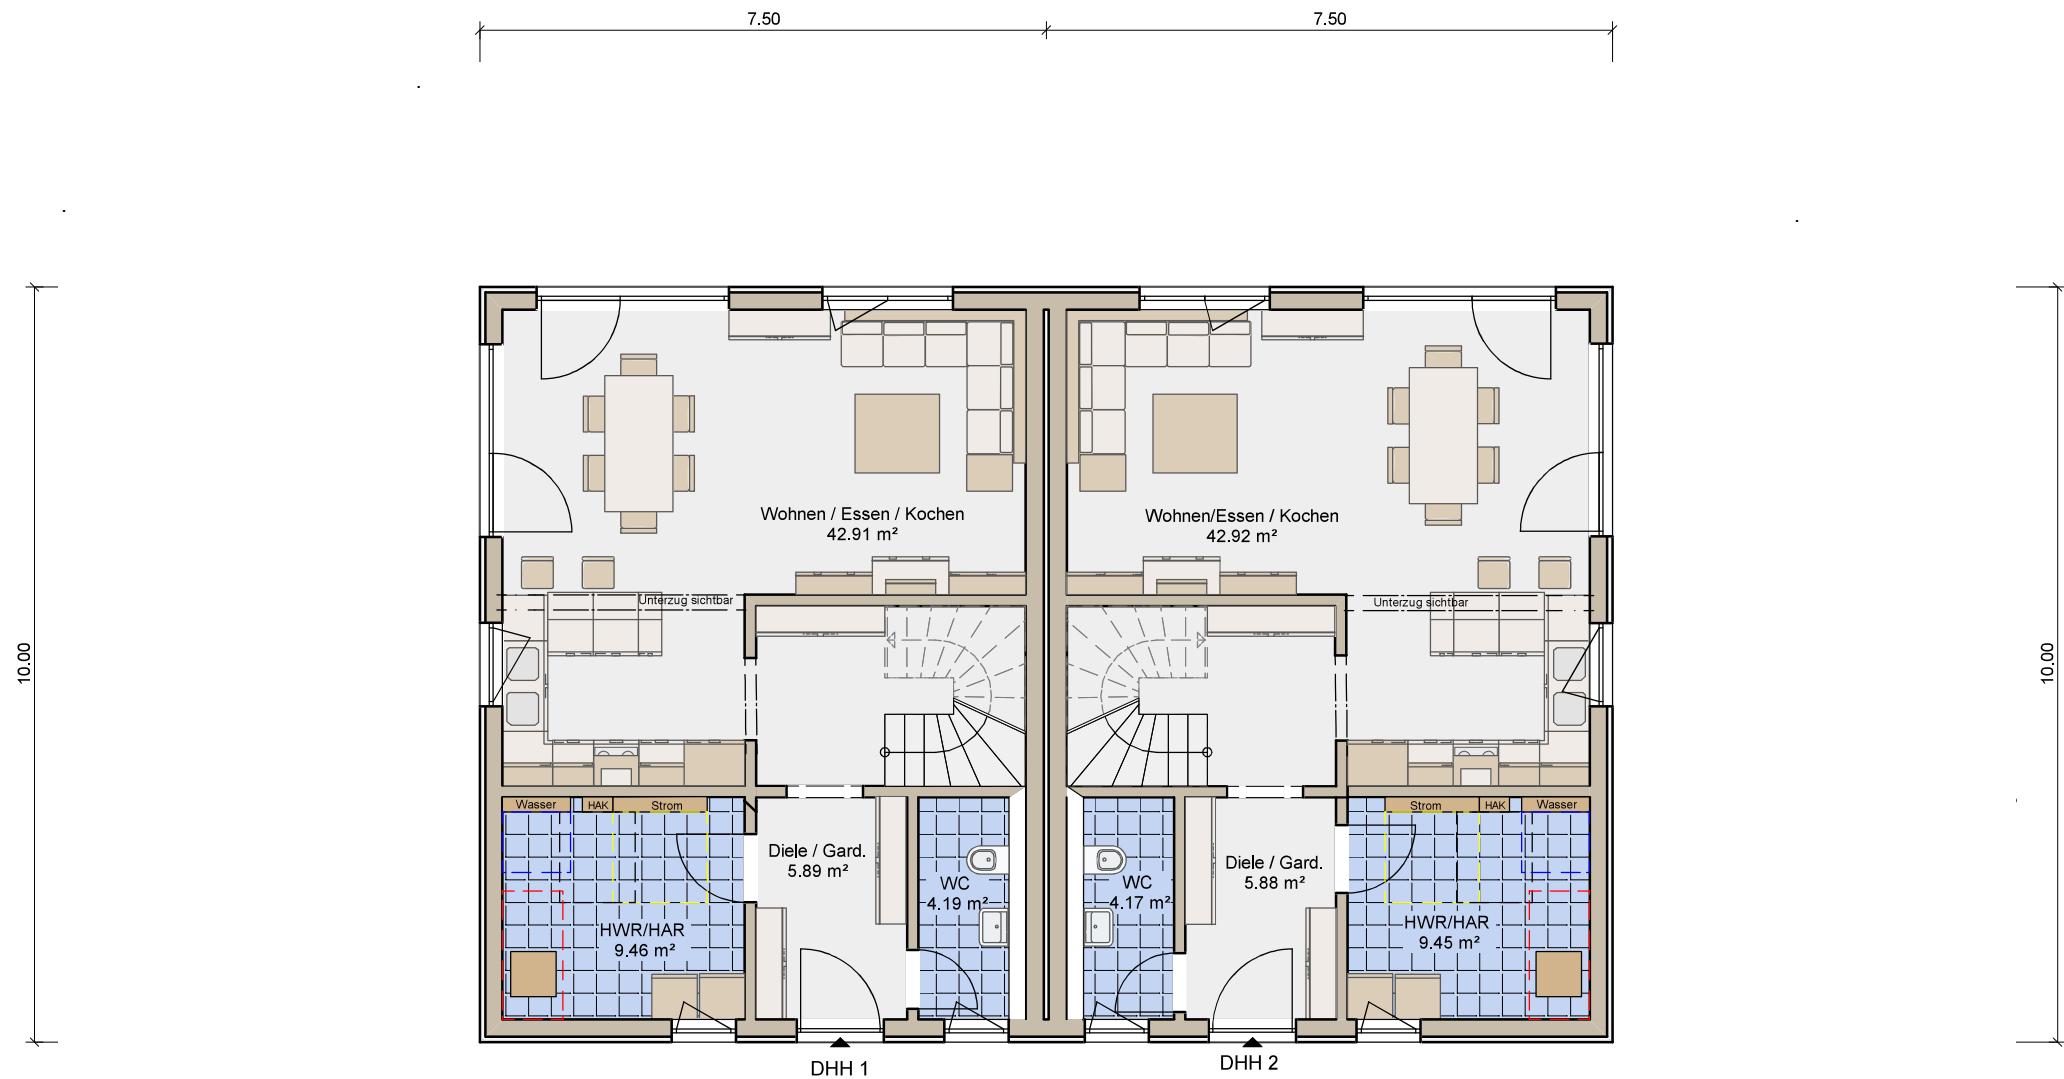 7.50
7.50
10.00
10.00
Wohnen / Essen / Kochen
42.91 m²
Wohnen/Essen / Kochen
42.92 m²
Unterzug sichtbar
Unterzug sichtbar
Wasser
HAK
Strom
Strom
HAK
Wasser
Diele / Gard.
5.89 m²
WC
4.19 m²
WC
4.17 m²
Diele / Gard.
5.88 m²
HWR/HAR
9.46 m²
HWR/HAR
9.45 m²
DHH 1
DHH 2